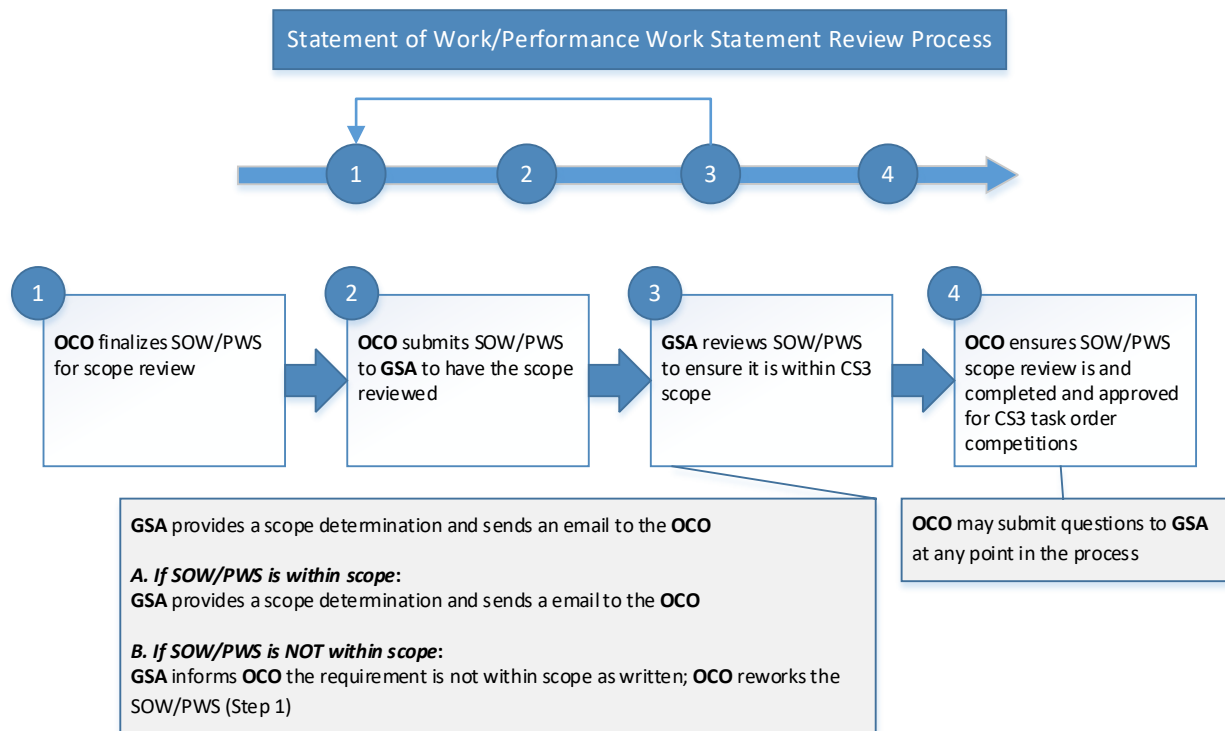 Statement of Work/Performance Work Statement Review Process
1
2
3
4
1
OCO finalizes SOW/PWS
for scope review
2
OCO submits SOW/PWS
to GSA to have the scope
reviewed
3
GSA reviews SOW/PWS
to ensure it is within CS3
scope
4
OCO ensures SOW/PWS
scope review is and
completed and approved
for CS3 task order
competitions
GSA provides a scope determination and sends an email to the OCO
A. If SOW/PWS is within scope:
GSA provides a scope determination and sends a email to the OCO
B. If SOW/PWS is NOT within scope:
GSA informs OCO the requirement is not within scope as written; OCO reworks the
SOW/PWS (Step 1)
OCO may submit questions to GSA
at any point in the process